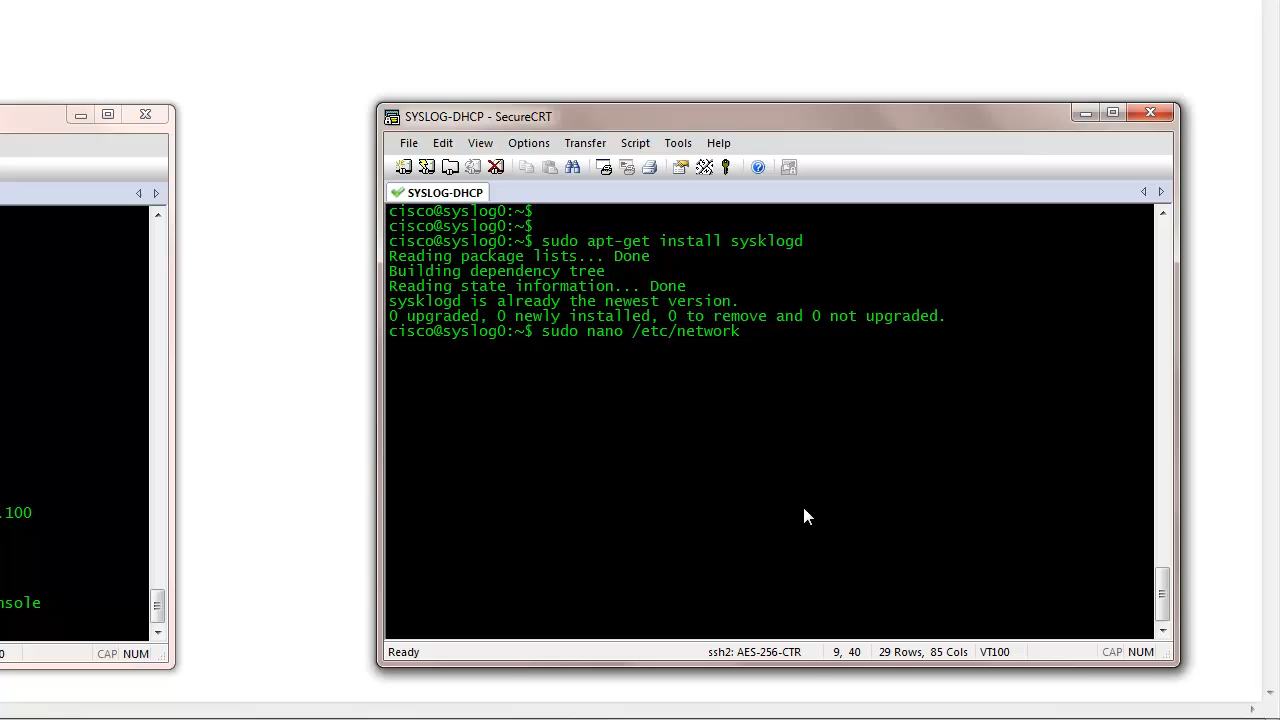 SYSLOG-DHCP - SecureCRT
File Edit View Options Transfer Script Tools Help
SYSLOG-DHCP
cisco@syslog0:~$
cisco@syslog0:~$
cisco@syslog0:~$ sudo apt-get install sysklogd
Reading package lists... Done
Building dependency tree
Reading state information... Done
sysklogd is already the newest version.
0 upgraded, 0 newly installed, 0 to remove and 0 not upgraded.
cisco@syslog0:~$ sudo nano /etc/network
Ready ssh2: AES-256-CTR 9, 40 29 Rows, 85 Cols VT100 CAP NUM
.100
nsole
0 CAP NUM